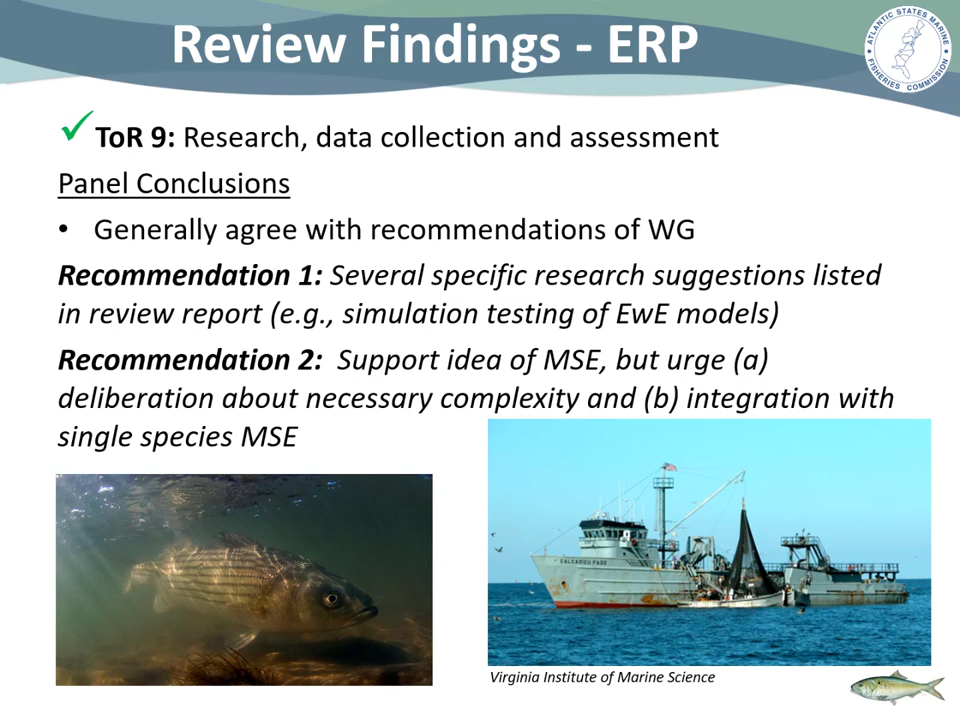 Review Findings - ERP
ATLANTIC STATES MARINE
FISHERIES COMMISSION
✓ToR 9: Research, data collection and assessment
Panel Conclusions
• Generally agree with recommendations of WG
Recommendation 1: Several specific research suggestions listed
in review report (e.g., simulation testing of EwE models)
Recommendation 2: Support idea of MSE, but urge (a)
deliberation about necessary complexity and (b) integration with
single species MSE
CALCASIEU PASS
Virginia Institute of Marine Science